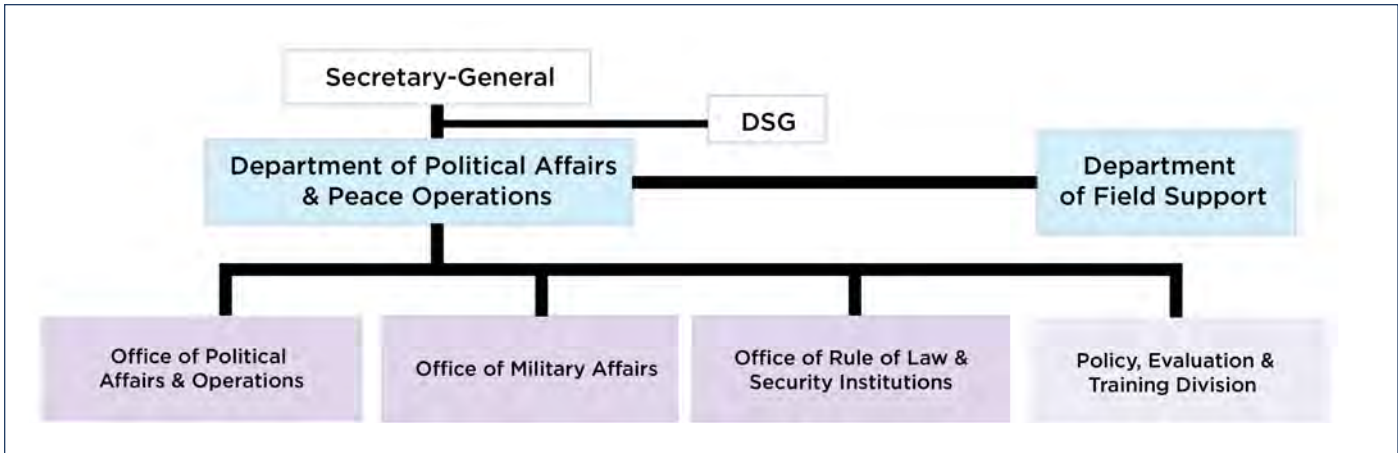 Secretary-General
DSG
Department of Political Affairs
& Peace Operations
Department
of Field Support
Office of Political
Affairs & Operations
Office of Military Affairs
Office of Rule of Law &
Security Institutions
Policy, Evaluation &
Training Division